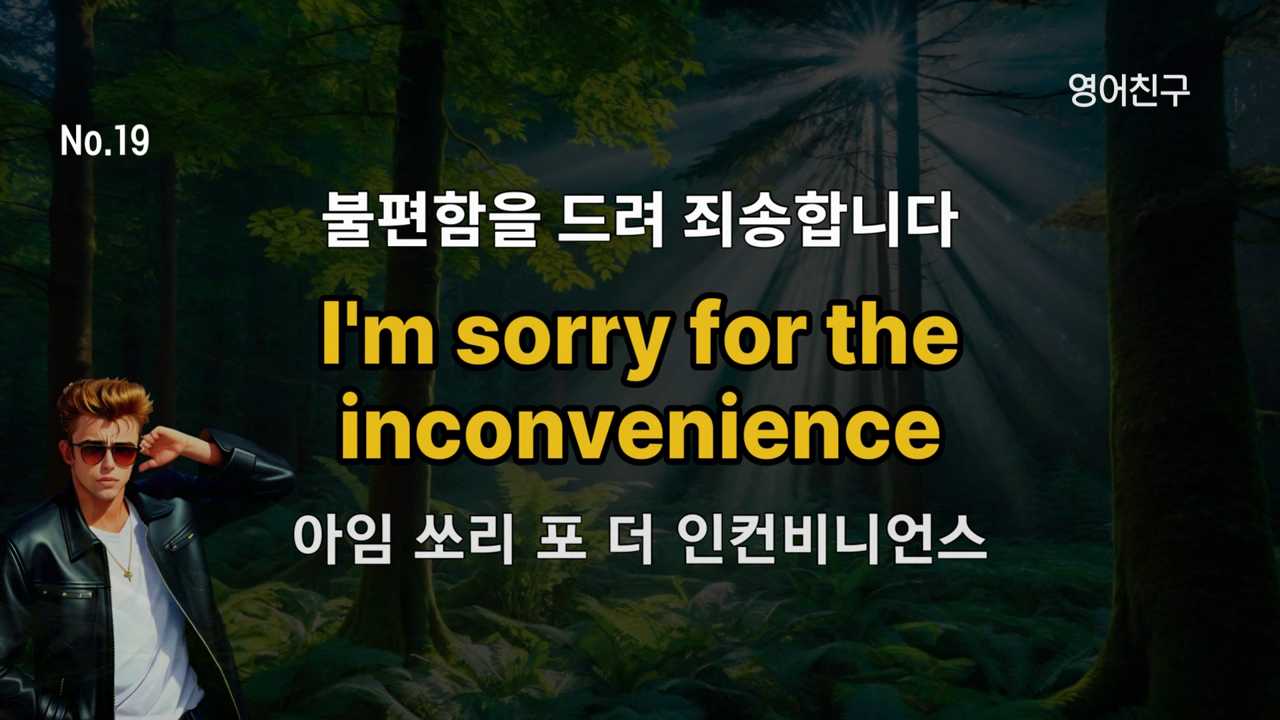 영어친구
No.19
불편함을 드려 죄송합니다
I'm sorry for the
inconvenience
아임 쏘리 포 더 인컨비니언스